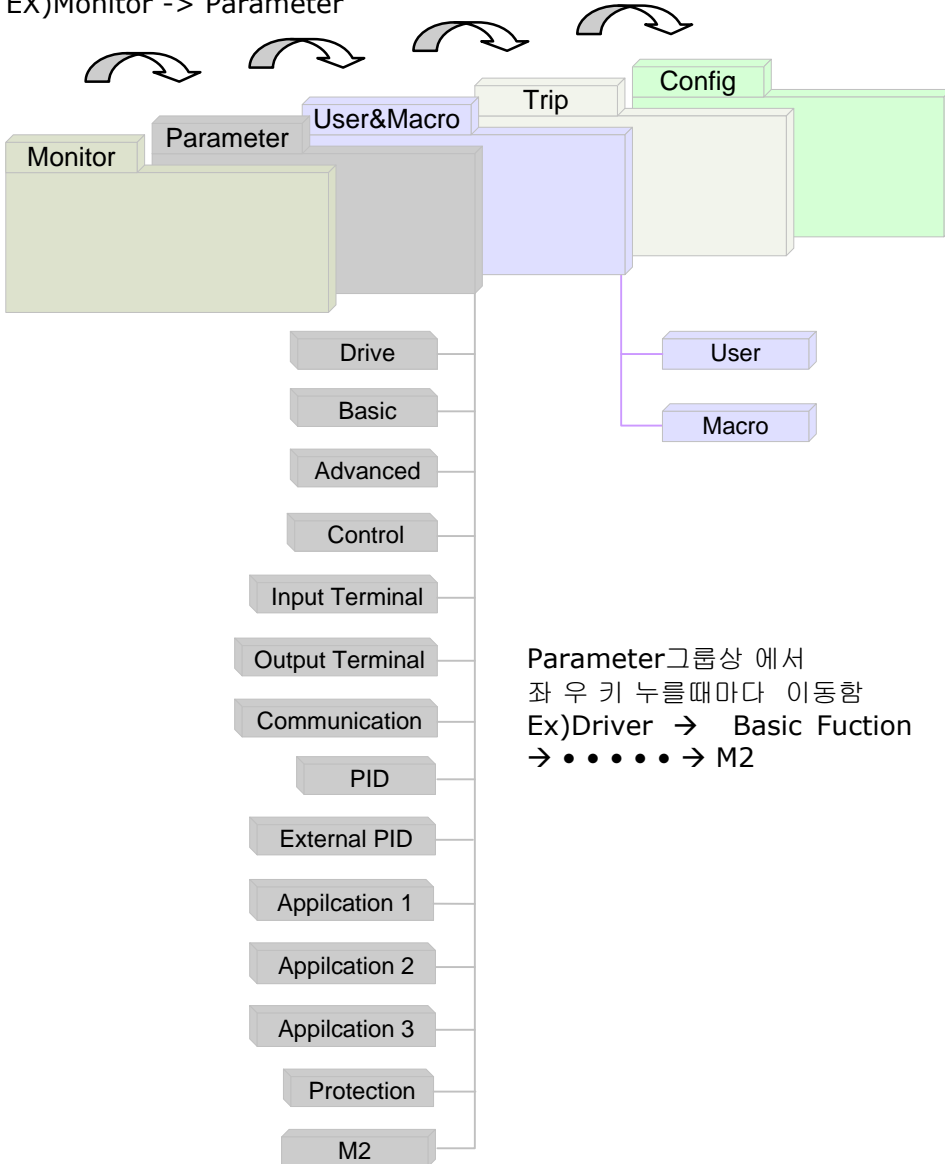 EX)Monitor -> Parameter
Config
Trip
User&Macro
Parameter
Monitor
Drive
User
Basic
Macro
Advanced
Control
Input Terminal
Output Terminal
Parameter그룹상 에서
좌 우 키 누를때마다 이동함
Ex)Driver → Basic Fuction
→ • • • • • → M2
Communication
PID
External PID
Appilcation 1
Appilcation 2
Appilcation 3
Protection
M2